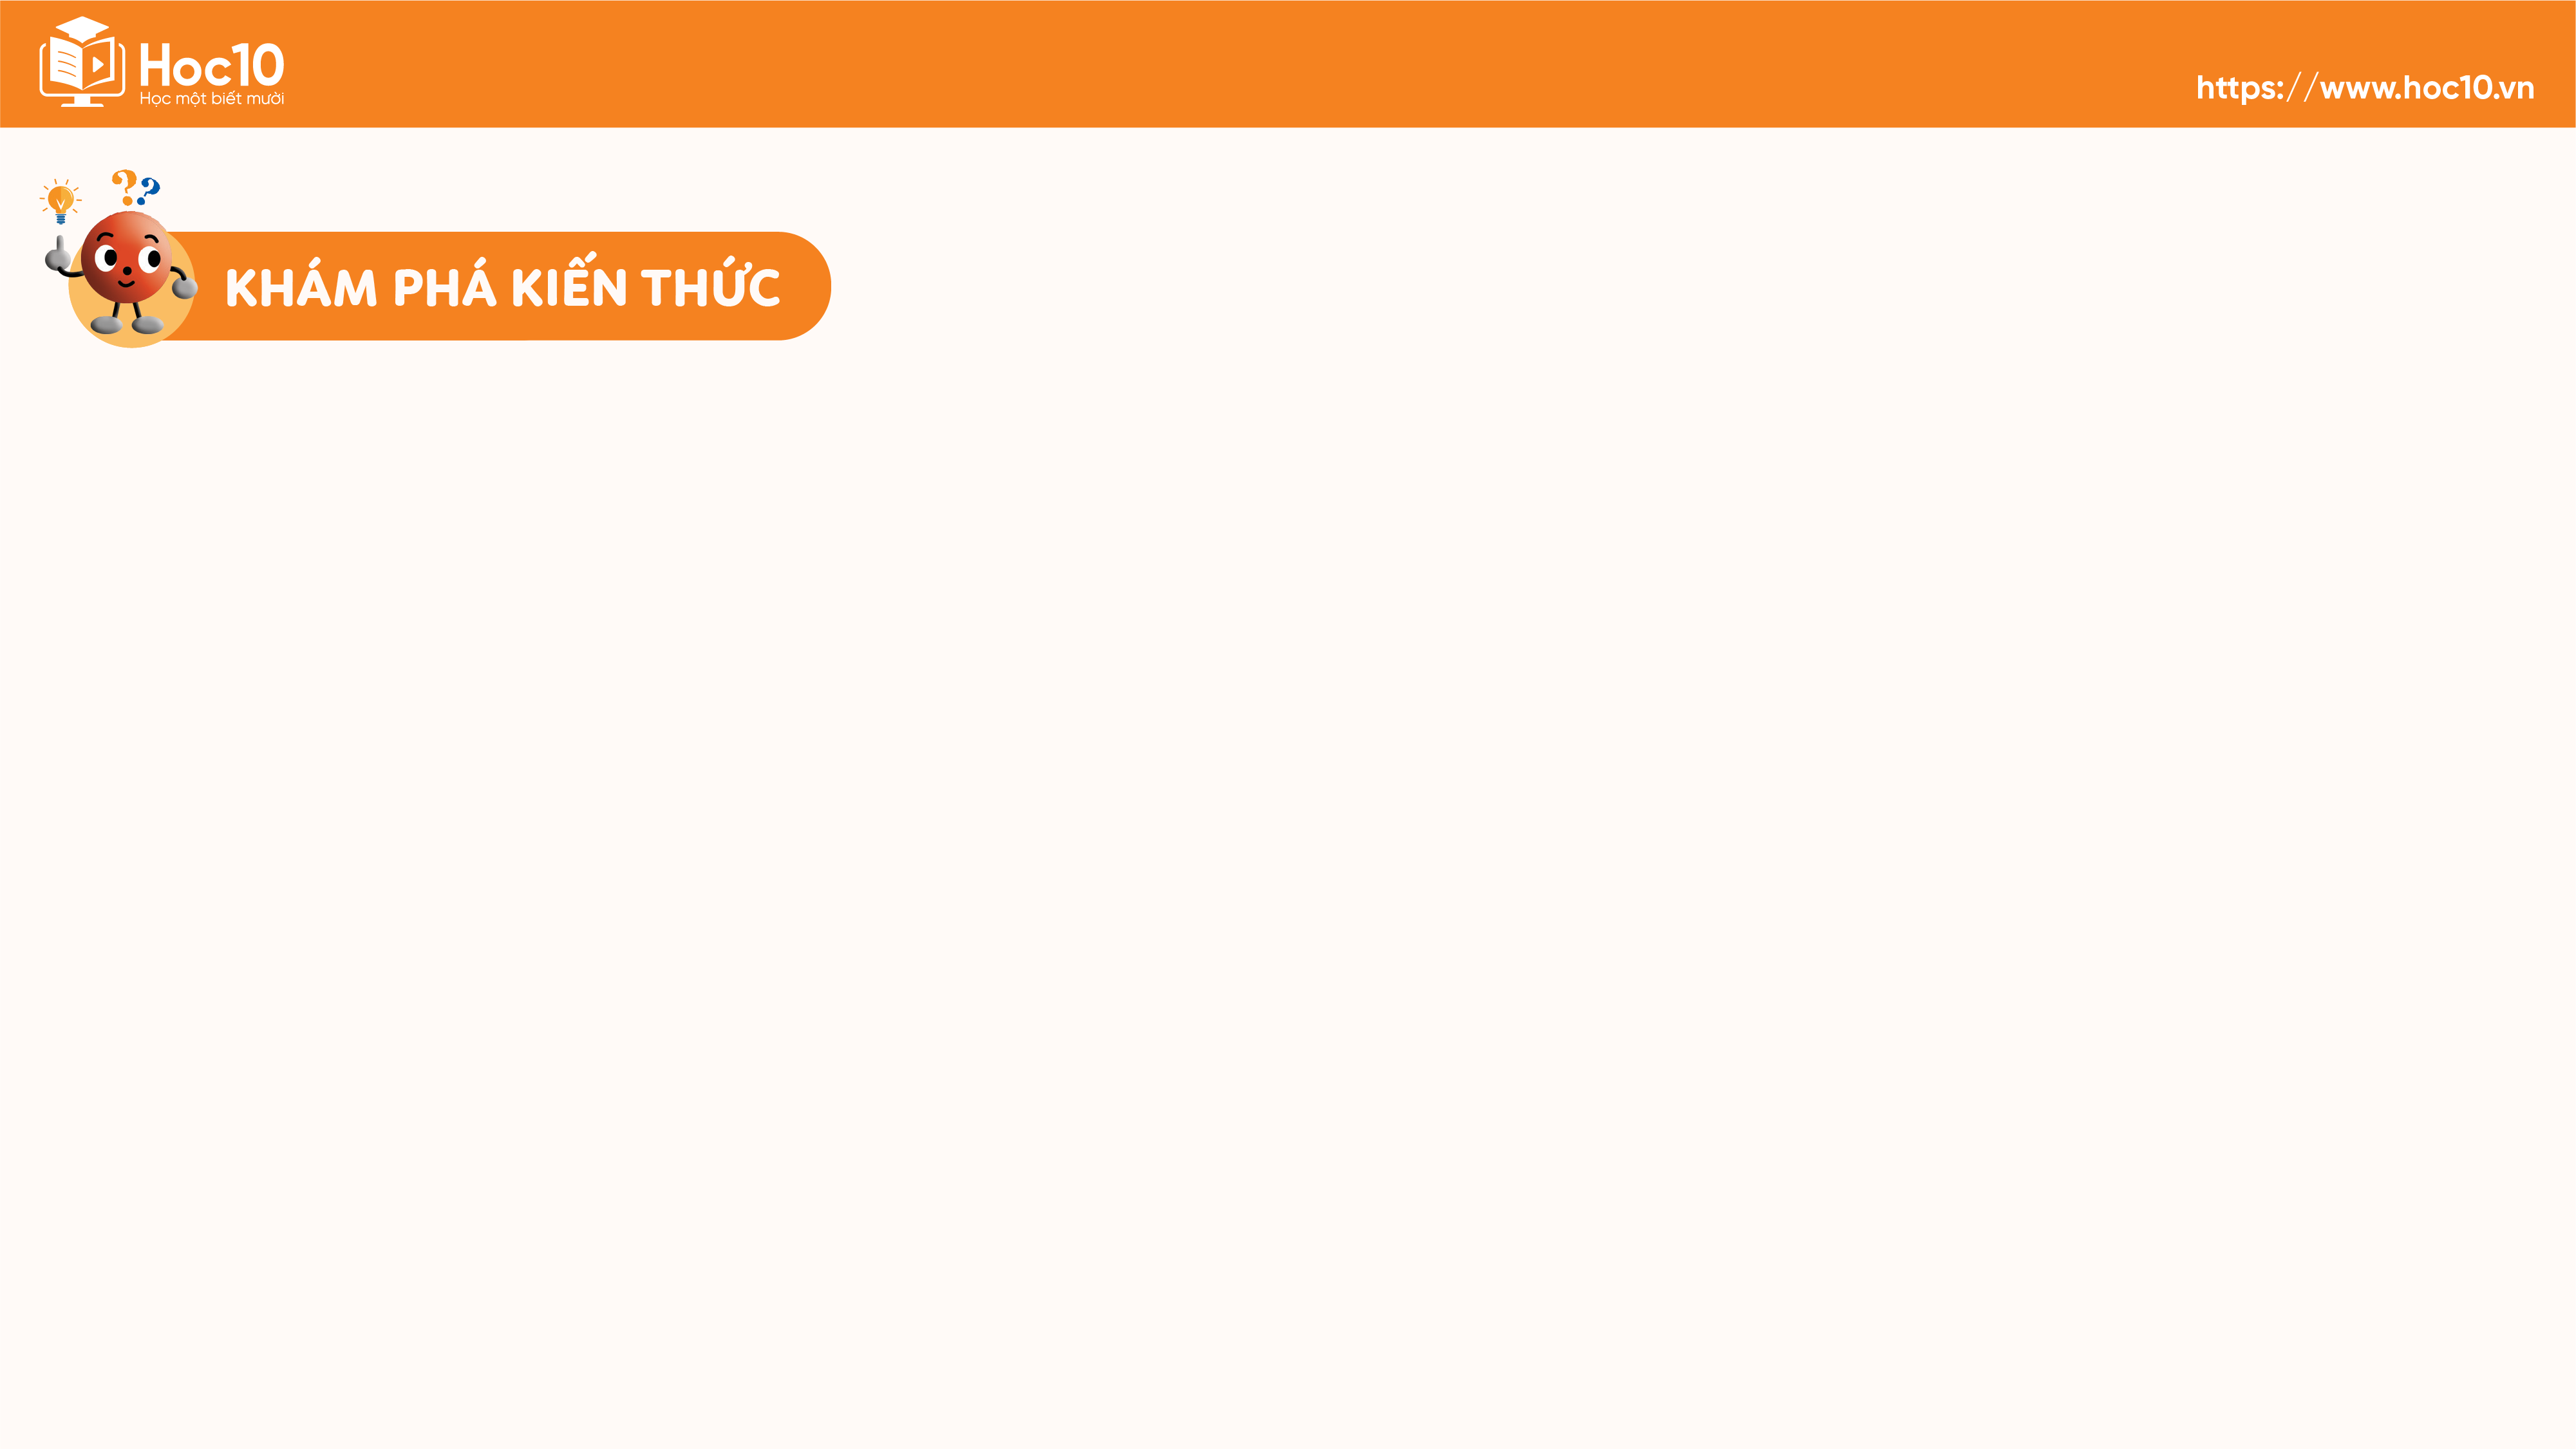 Hoc10
Học một biết mười
https://www.hoc10.vn
??
KHÁM PHÁ KIẾN THỨC